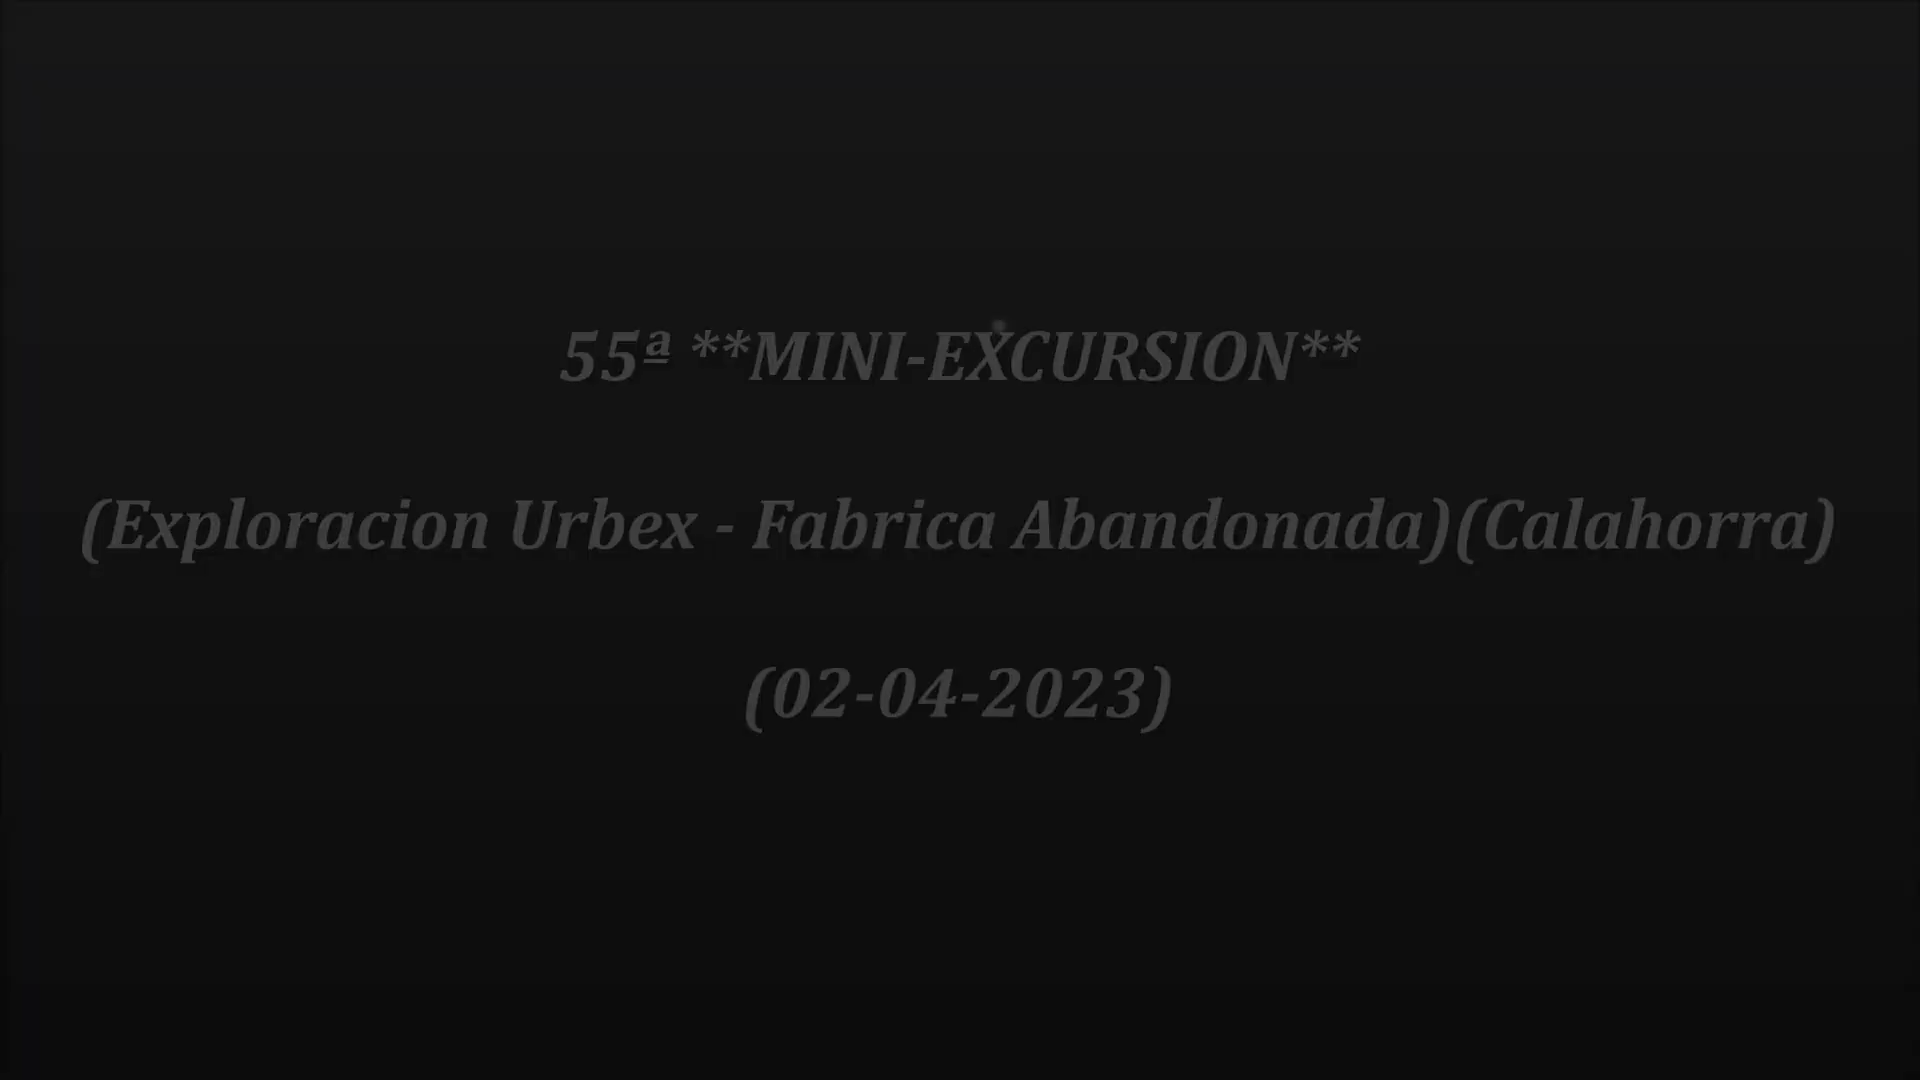 55ª **MINI-EXCURSION**
(Exploracion Urbex - Fabrica Abandonada)(Calahorra)
(02-04-2023)